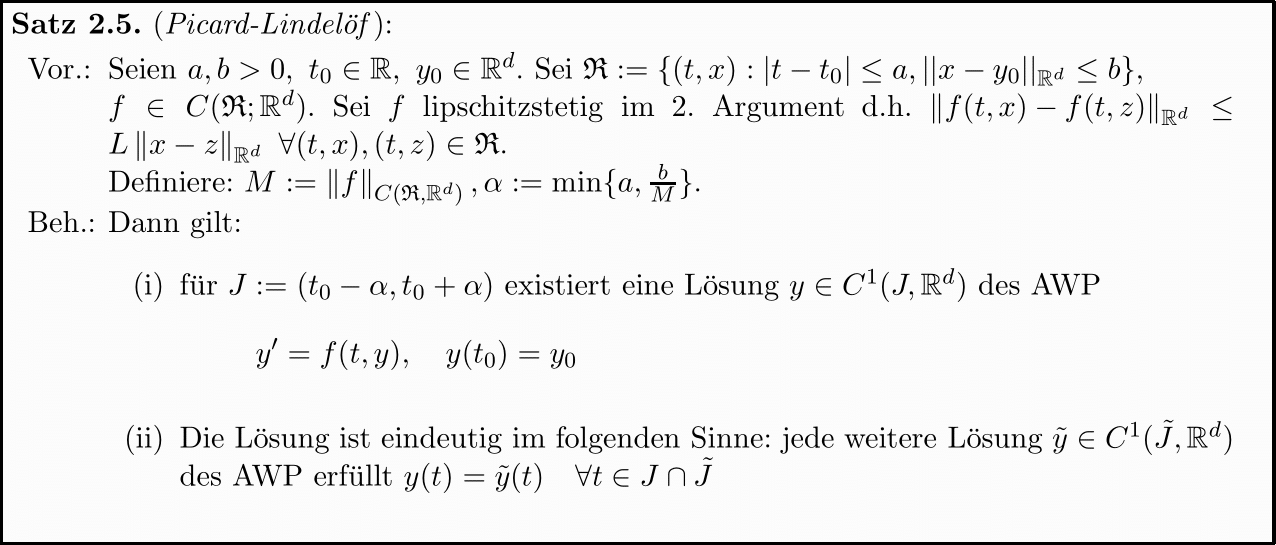 Satz 2.5. (Picard-Lindelöf):
Vor.: Seien a, b > 0, t₀ ∈ ℝ, y₀ ∈ ℝᵈ. Sei ℜ := {(t, x) : |t − t₀| ≤ a, ||x − y₀||_{ℝᵈ} ≤ b},
f ∈ C(ℜ; ℝᵈ). Sei f lipschitzstetig im 2. Argument d.h. ‖f(t, x) − f(t, z)‖_{ℝᵈ} ≤
L ‖x − z‖_{ℝᵈ} ∀(t, x), (t, z) ∈ ℜ.
Definiere: M := ‖f‖_{C(ℜ,ℝᵈ)} , α := min{a, b/M}.
Beh.: Dann gilt:
(i) für J := (t₀ − α, t₀ + α) existiert eine Lösung y ∈ C¹(J, ℝᵈ) des AWP
y′ = f(t, y), y(t₀) = y₀
(ii) Die Lösung ist eindeutig im folgenden Sinne: jede weitere Lösung ỹ ∈ C¹(J̃, ℝᵈ)
des AWP erfüllt y(t) = ỹ(t) ∀t ∈ J ∩ J̃